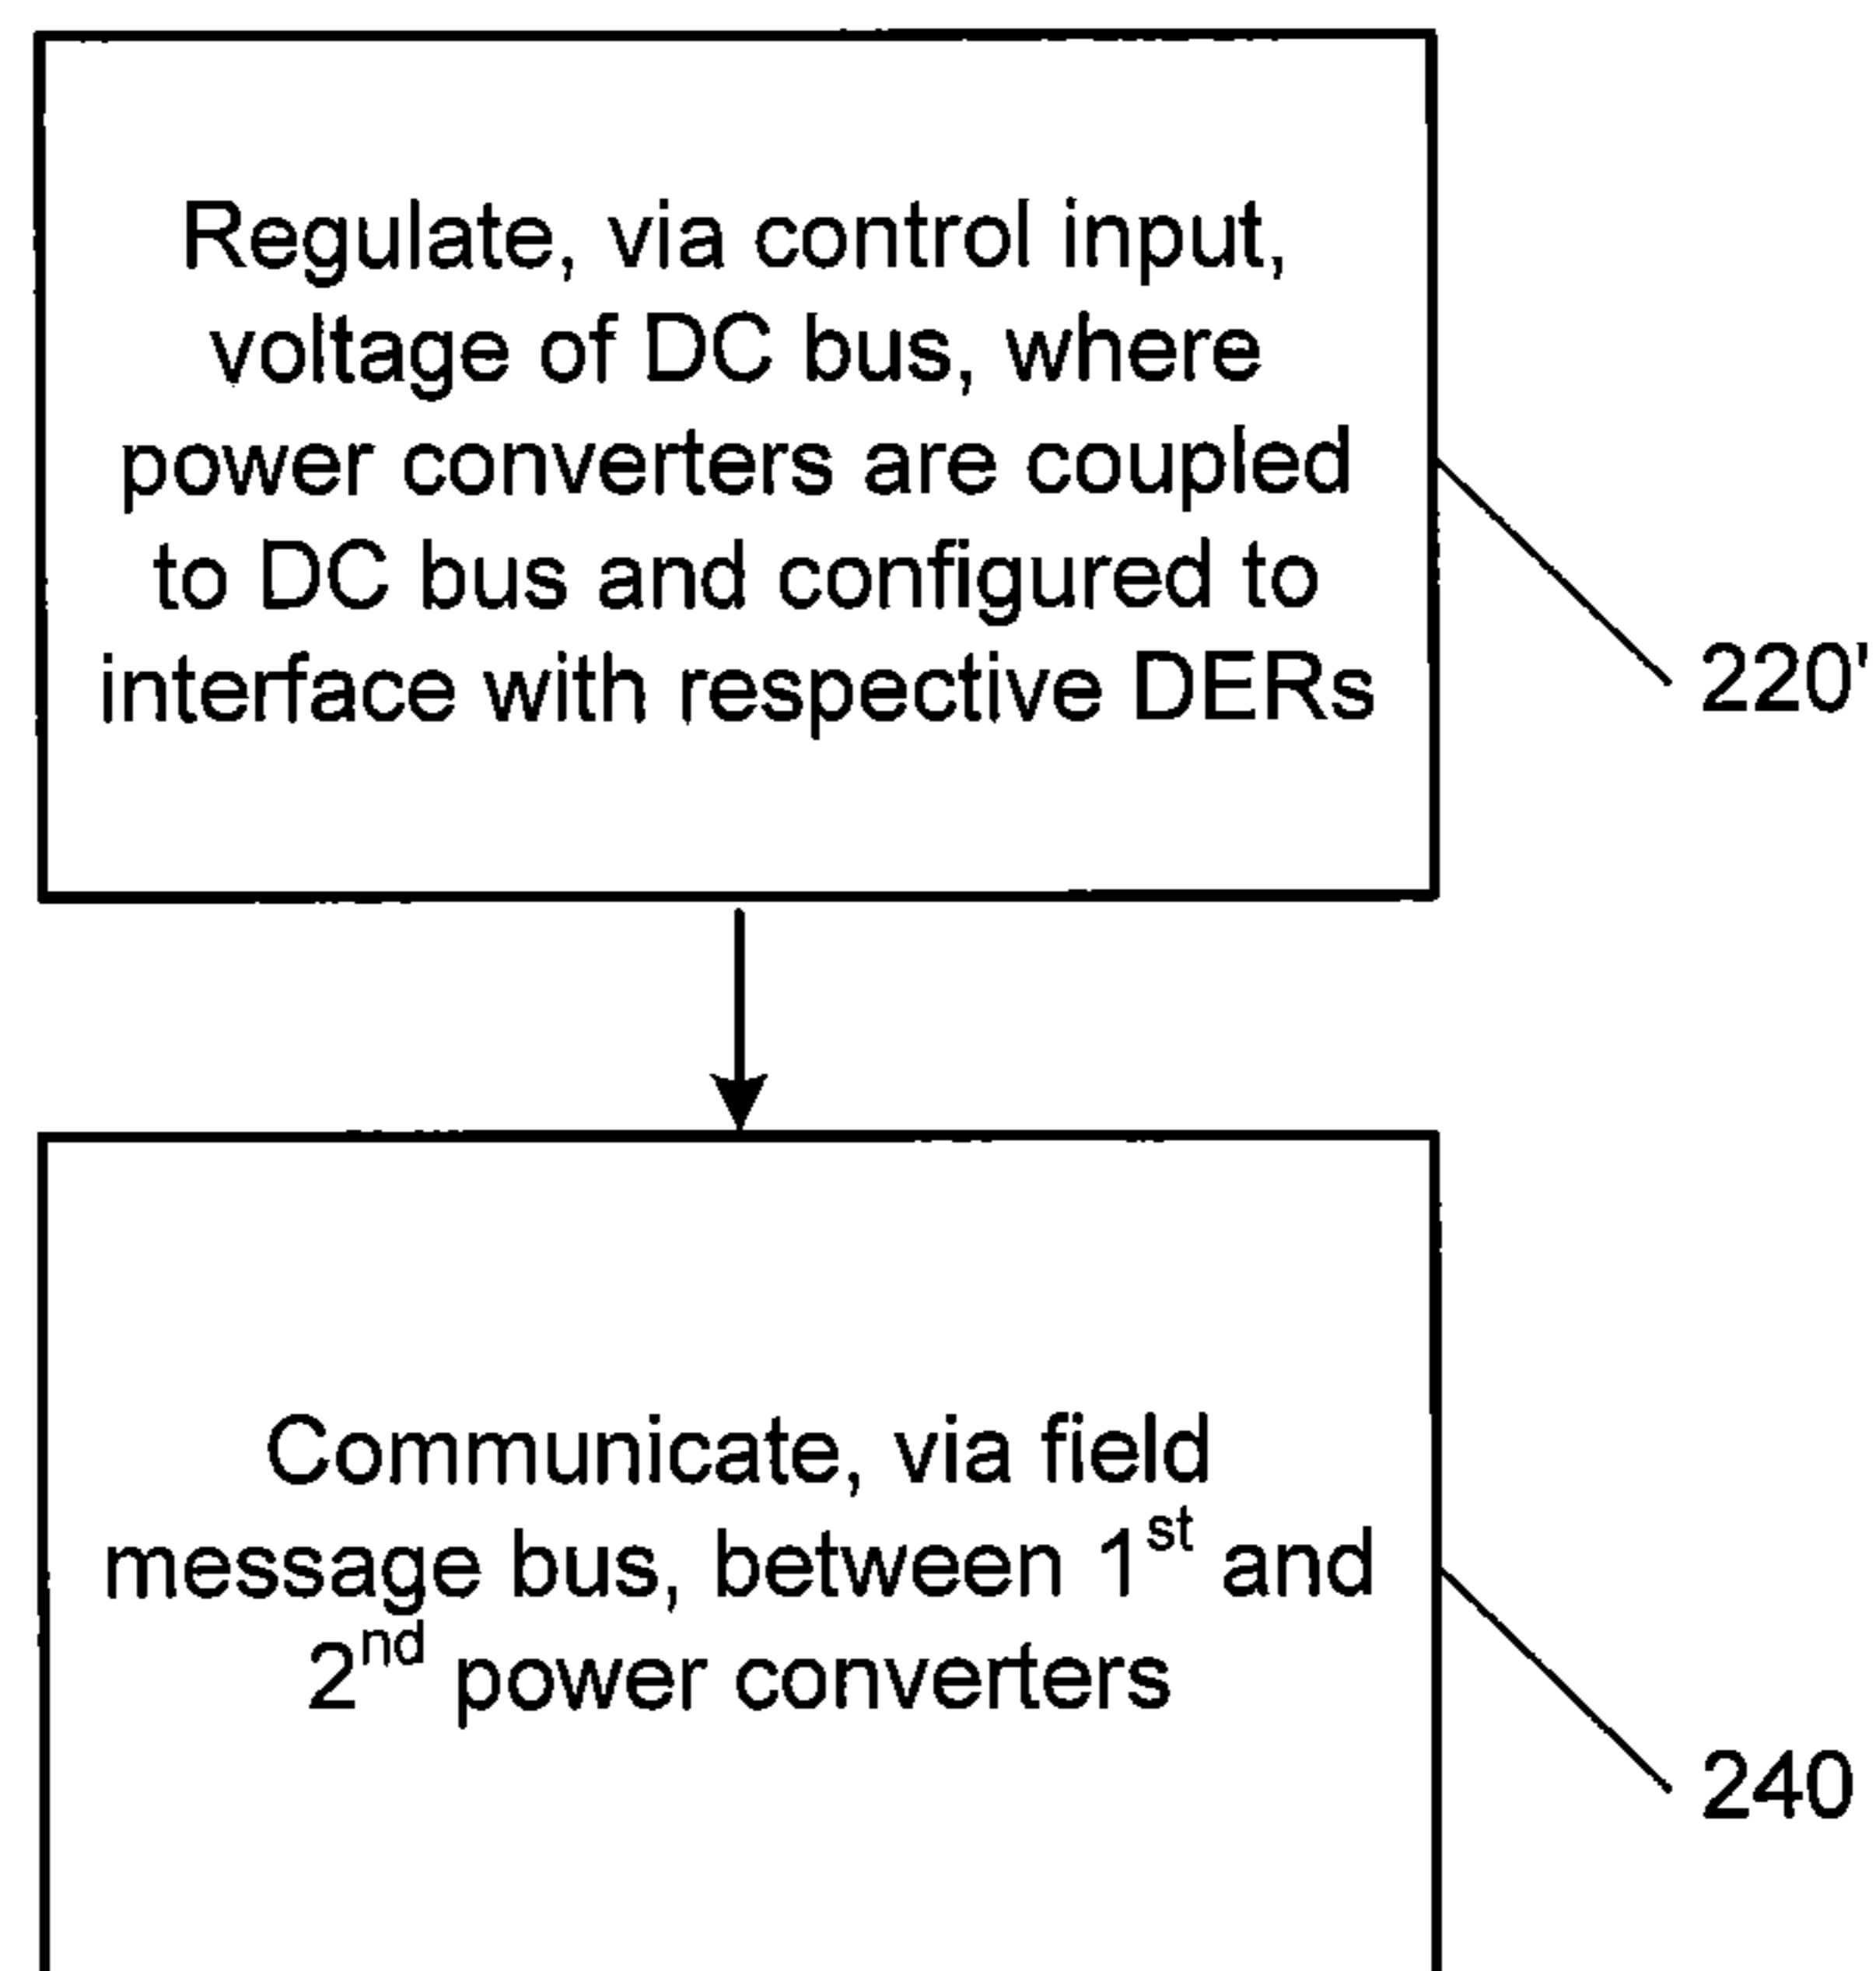 Regulate, via control input,
voltage of DC bus, where
power converters are coupled
to DC bus and configured to
interface with respective DERs
220'
Communicate, via field
message bus, between 1st and
2nd power converters
240